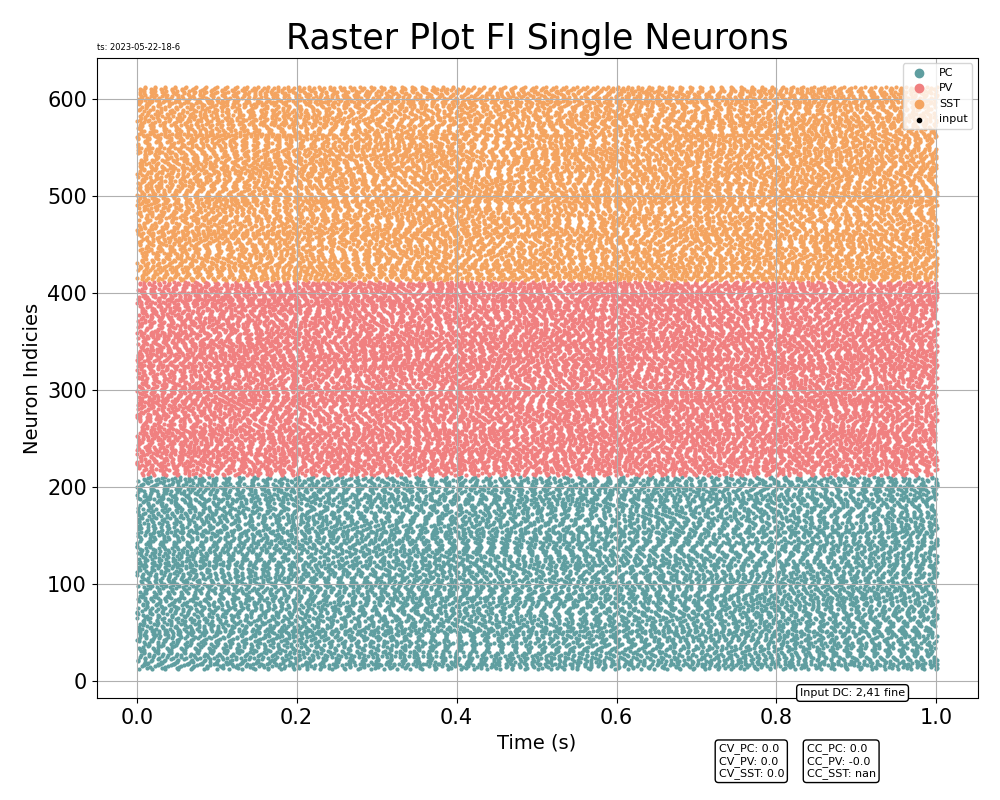 Raster Plot FI Single Neurons
ts: 2023-05-22-18-6
PC
PV
SST
input
600
500
400
300
200
100
0
Neuron Indicies
Input DC: 2,41 fine
0.0 0.2 0.4 0.6 0.8 1.0
Time (s)
CV_PC: 0.0
CV_PV: 0.0
CV_SST: 0.0
CC_PC: 0.0
CC_PV: -0.0
CC_SST: nan